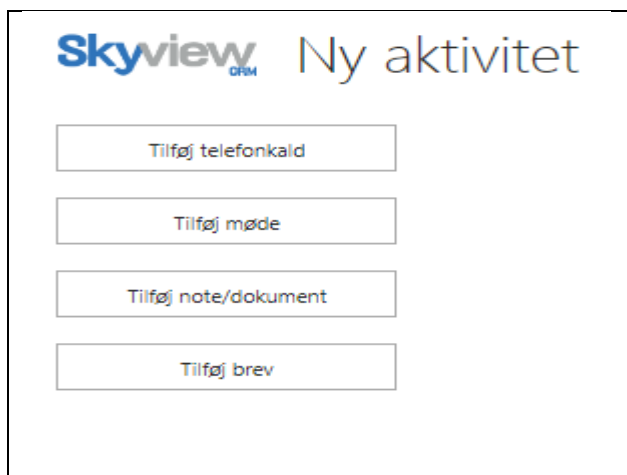 Skyview CRM Ny aktivitet
Tilføj telefonkald
Tilføj møde
Tilføj note/dokument
Tilføj brev